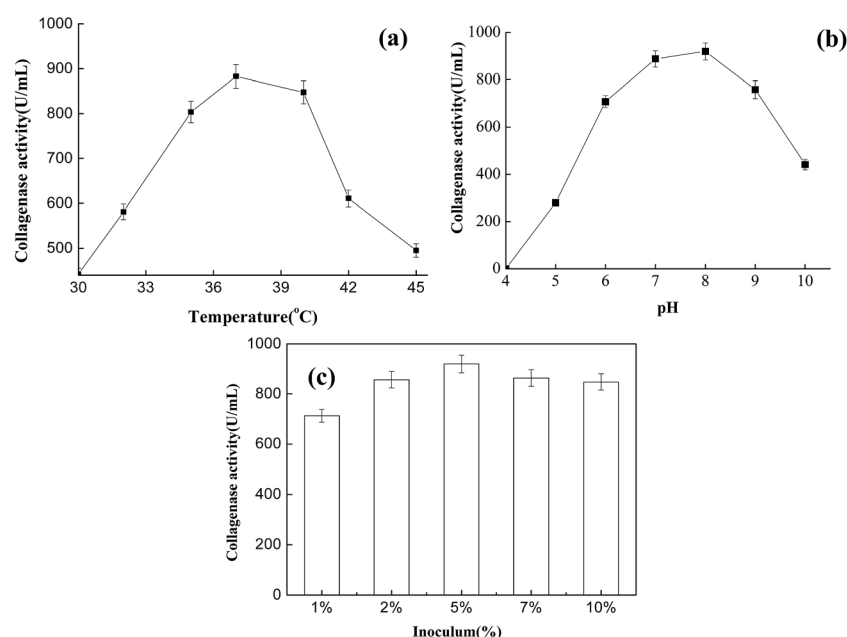 (a)
Collagenase activity(U/mL)
1000
900
800
700
600
500
30 33 36 39 42 45
Temperature(°C)
(b)
Collagenase activity(U/mL)
1000
800
600
400
200
0
4 5 6 7 8 9 10
pH
(c)
Collagenase activity(U/mL)
1000
800
600
400
200
0
1% 2% 5% 7% 10%
Inoculum(%)